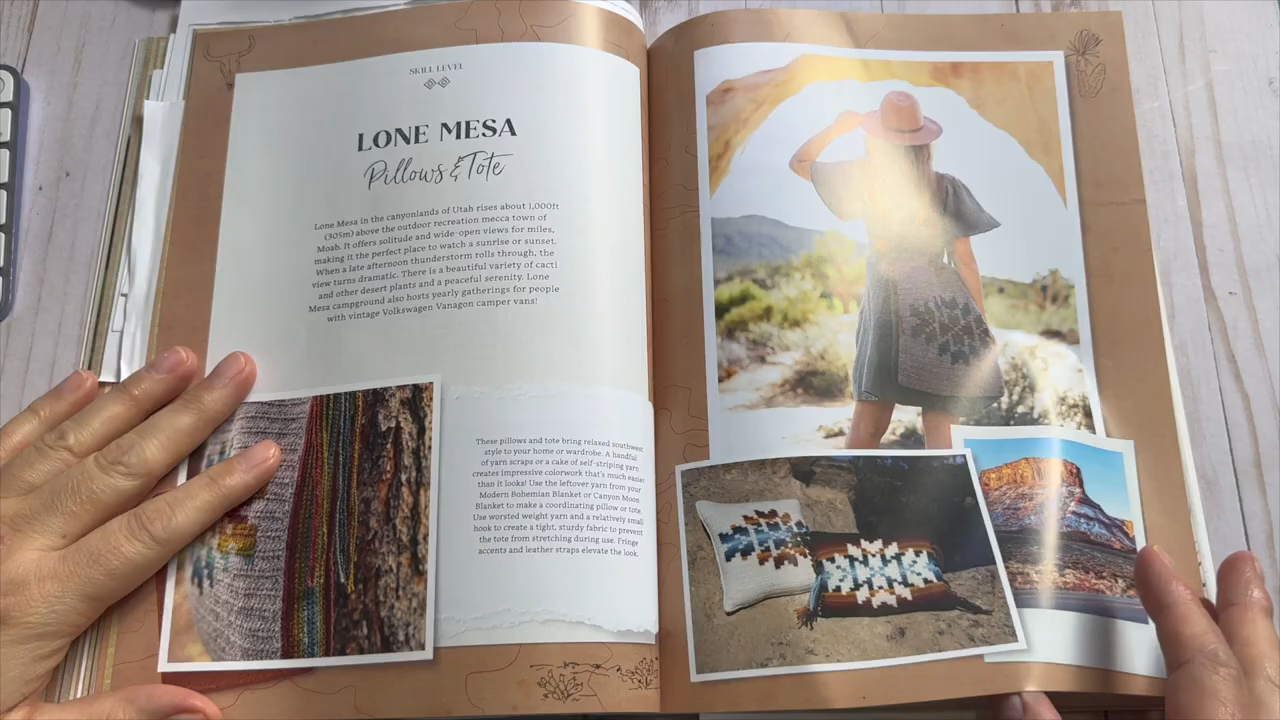 SKILL LEVEL
LONE MESA
Pillows & Tote
Lone Mesa in the canyonlands of Utah rises about 1,000ft
(305m) above the outdoor recreation mecca town of
Moab. It offers solitude and wide-open views for miles,
making it the perfect place to watch a sunrise or sunset.
When a late afternoon thunderstorm rolls through, the
view turns dramatic. There is a beautiful variety of cacti
and other desert plants and a peaceful serenity. Lone
Mesa campground also hosts yearly gatherings for people
with vintage Volkswagen Vanagon camper vans!
These pillows and tote bring relaxed southwest
style to your home or wardrobe. A handful
of yarn scraps or a cake of self-striping yarn
creates impressive colorwork that's much easier
than it looks! Use the leftover yarn from your
Modern Bohemian Blanket or Canyon Moon
Blanket to make a coordinating pillow or tote.
Use worsted weight yarn and a relatively small
hook to create a tight, sturdy fabric to prevent
the tote from stretching during use. Fringe
accents and leather straps elevate the look.